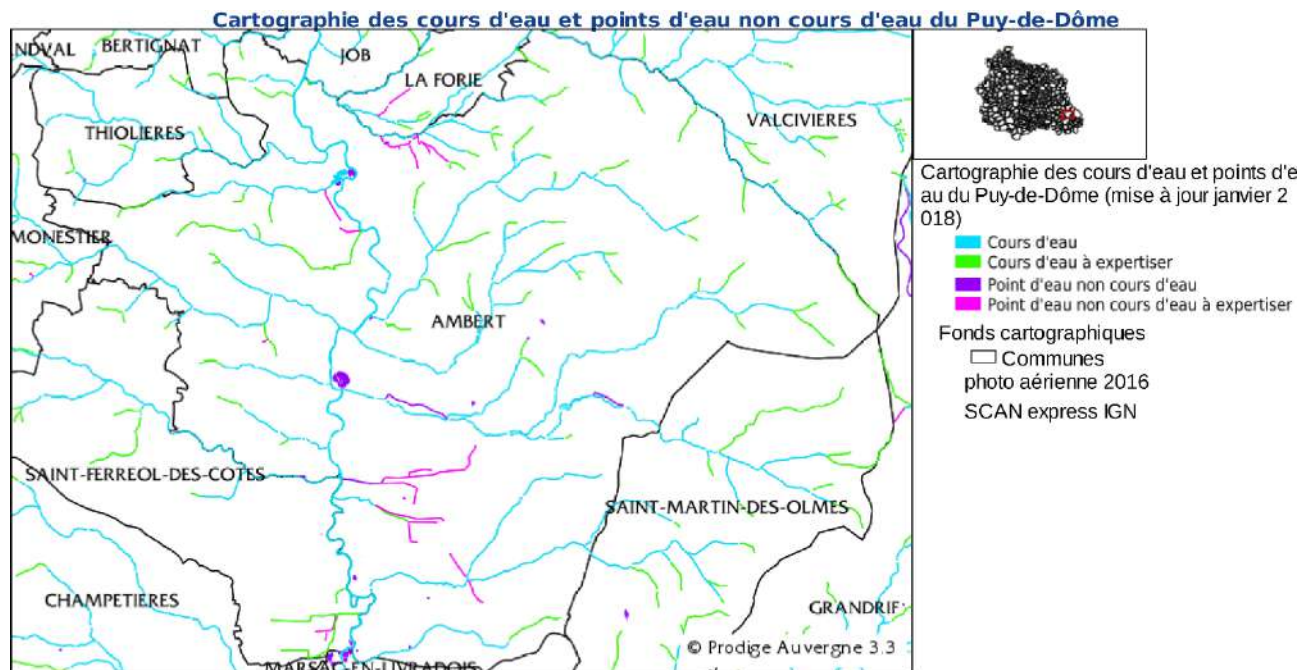 Cartographie des cours d'eau et points d'eau non cours d'eau du Puy-de-Dôme
NDVAL
BERTIGNAT
JOB
LA FORIE
THIOLIERES
VALCIVIERES
MONESTIER
AMBERT
SAINT-FERREOL-DES-COTES
SAINT-MARTIN-DES-OLMES
CHAMPETIERES
GRANDRIF
MARSAC-EN-LIVRADOIS
© Prodige Auvergne 3.3
Cartographie des cours d'eau et points d'e
au du Puy-de-Dôme (mise à jour janvier 2
018)
Cours d'eau
Cours d'eau à expertiser
Point d'eau non cours d'eau
Point d'eau non cours d'eau à expertiser
Fonds cartographiques
Communes
photo aérienne 2016
SCAN express IGN